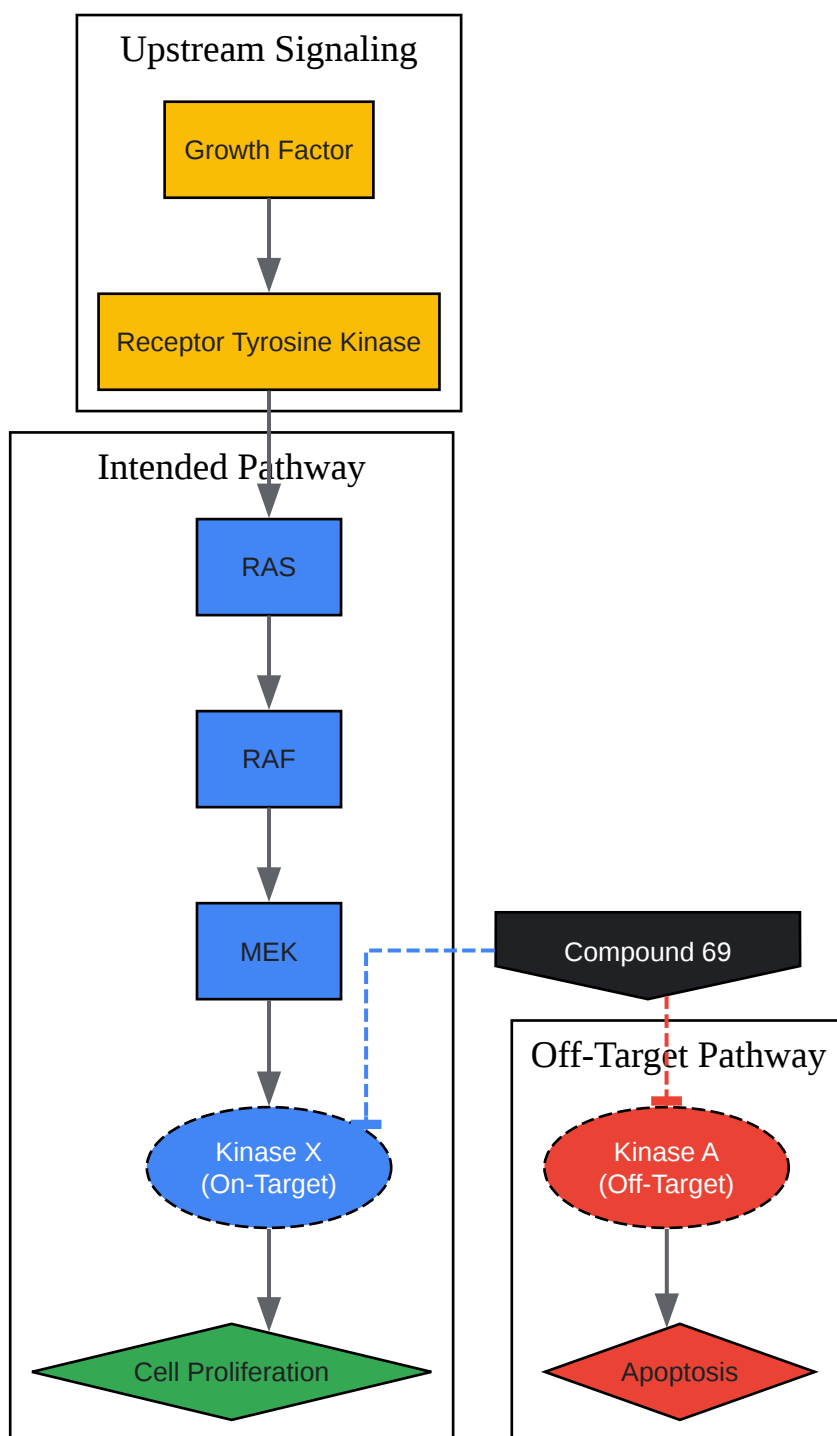 Upstream Signaling
Growth Factor
Receptor Tyrosine Kinase
Intended Pathway
RAS
RAF
MEK
Compound 69
Off-Target Pathway
Kinase X
(On-Target)
Kinase A
(Off-Target)
Cell Proliferation
Apoptosis